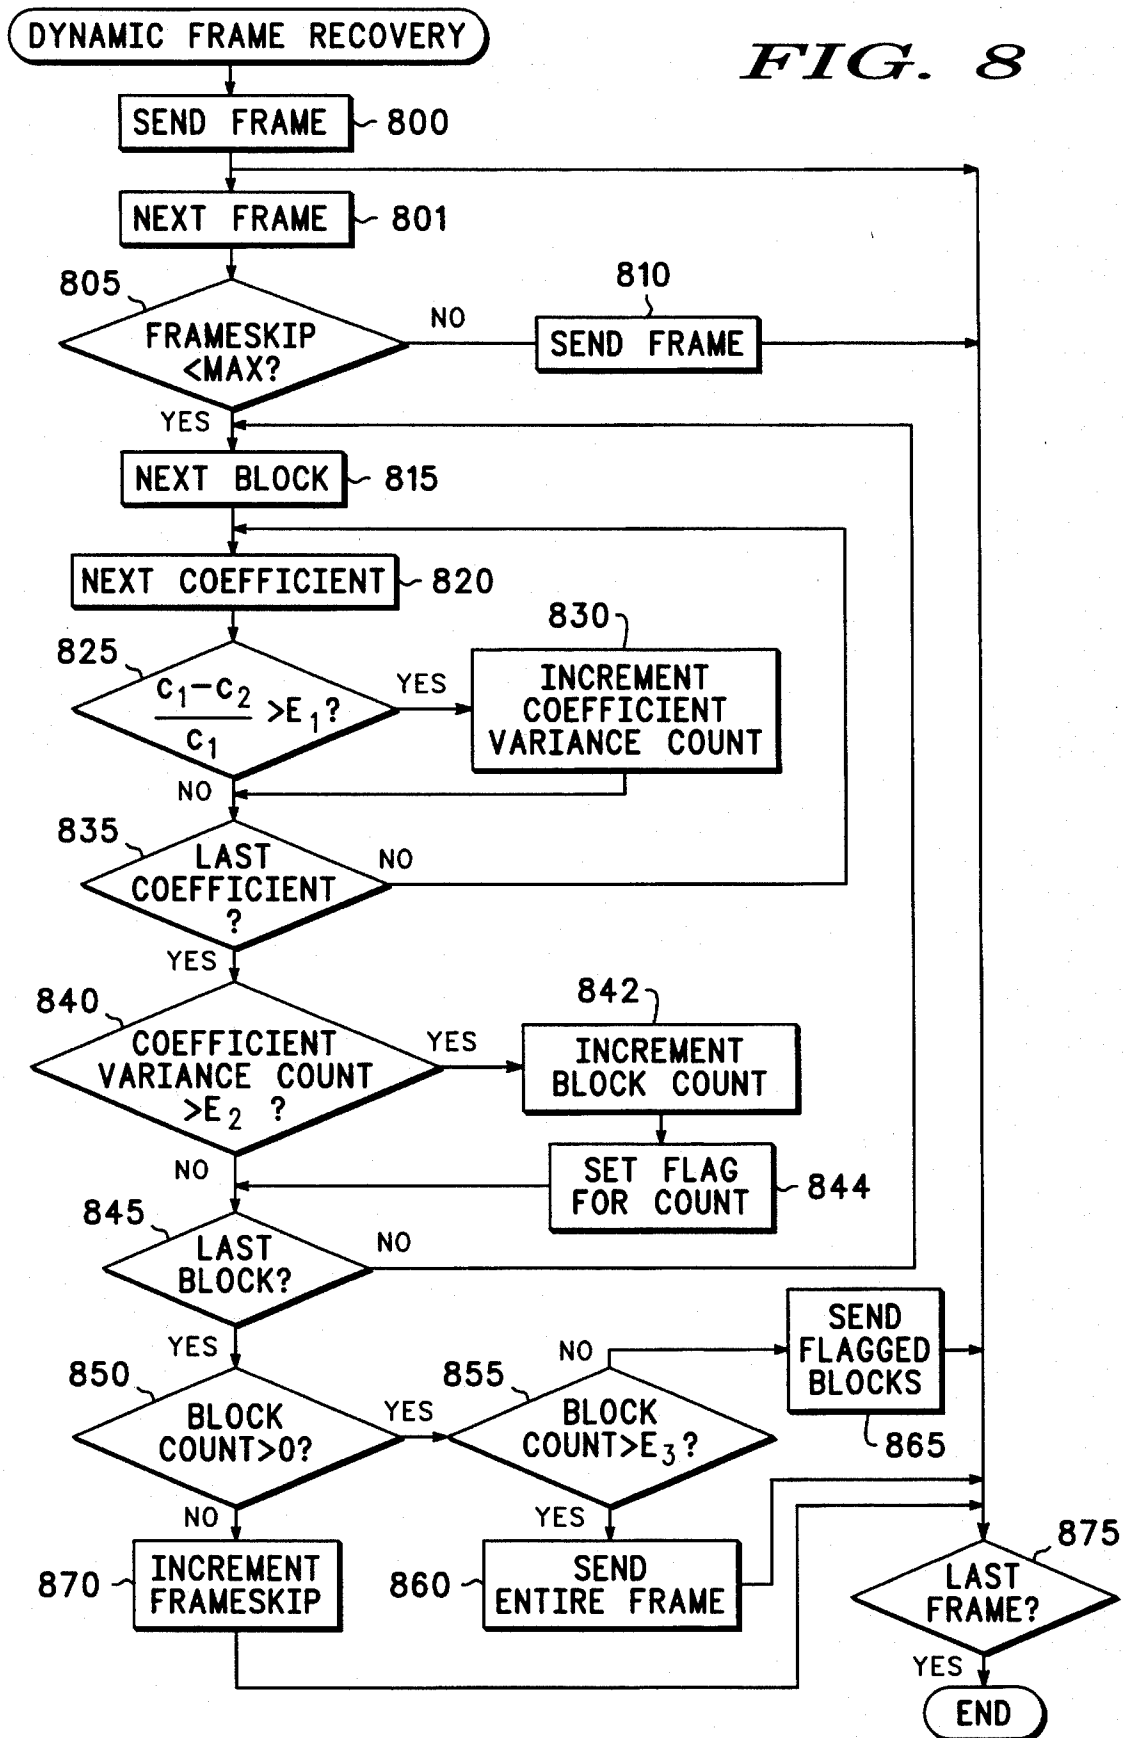 DYNAMIC FRAME RECOVERY
FIG. 8
SEND FRAME
800
NEXT FRAME
801
805
FRAMESKIP
<MAX?
NO
810
SEND FRAME
YES
NEXT BLOCK
815
NEXT COEFFICIENT
820
825
c1-c2
c1
>E1?
YES
830
INCREMENT
COEFFICIENT
VARIANCE COUNT
NO
835
LAST
COEFFICIENT
?
NO
YES
840
COEFFICIENT
VARIANCE COUNT
>E2 ?
YES
842
INCREMENT
BLOCK COUNT
SET FLAG
FOR COUNT
844
NO
845
LAST
BLOCK?
NO
YES
850
BLOCK
COUNT>0?
YES
855
BLOCK
COUNT>E3?
NO
SEND
FLAGGED
BLOCKS
865
YES
860
SEND
ENTIRE FRAME
NO
870
INCREMENT
FRAMESKIP
875
LAST
FRAME?
YES
END